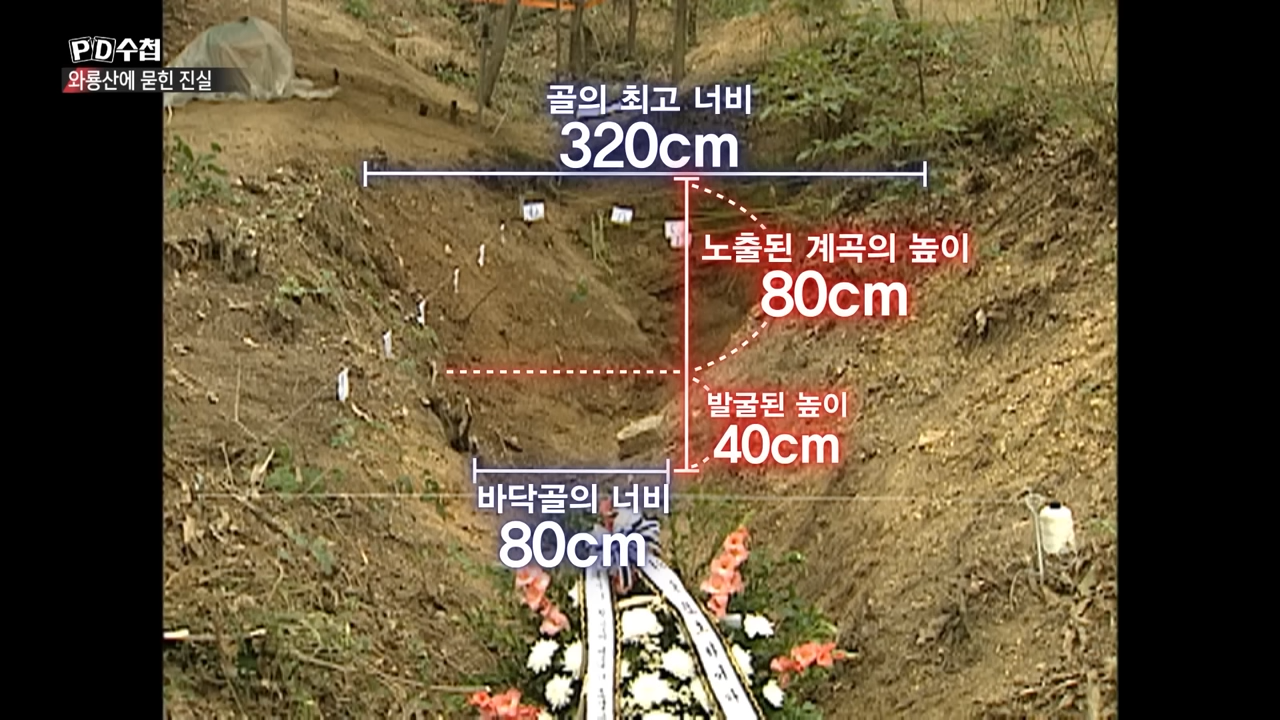 PD수첩
와룡산에 묻힌 진실
골의 최고 너비
320cm
노출된 계곡의 높이
80cm
발굴된 높이
40cm
바닥골의 너비
80cm